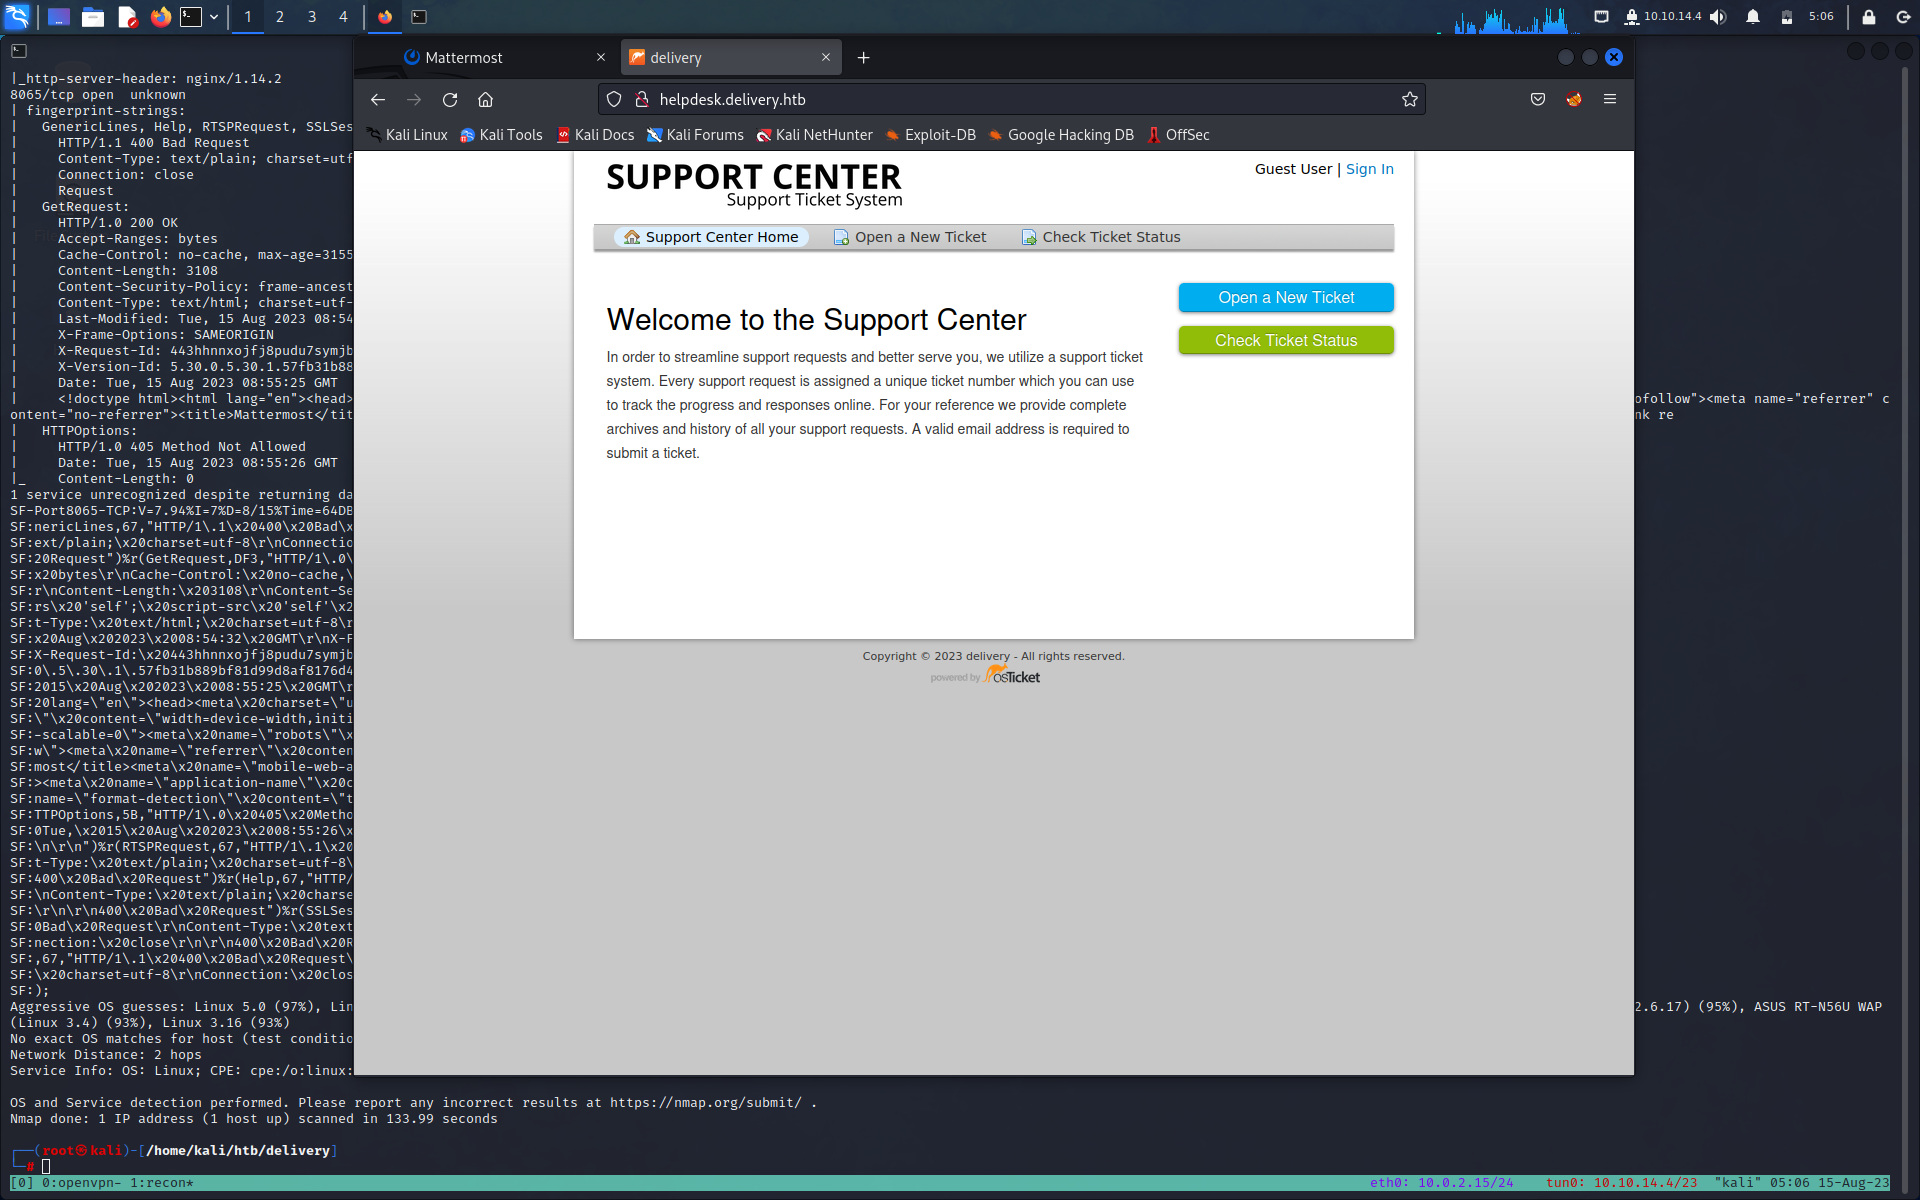 1 2 3 4 10.10.14.4 5:06
Mattermost
delivery
helpdesk.delivery.htb
Kali Linux Kali Tools Kali Docs Kali Forums Kali NetHunter Exploit-DB Google Hacking DB OffSec
SUPPORT CENTER
Support Ticket System
Guest User | Sign In
Support Center Home Open a New Ticket Check Ticket Status
Welcome to the Support Center
In order to streamline support requests and better serve you, we utilize a support ticket
system. Every support request is assigned a unique ticket number which you can use
to track the progress and responses online. For your reference we provide complete
archives and history of all your support requests. A valid email address is required to
submit a ticket.
Open a New Ticket
Check Ticket Status
Copyright © 2023 delivery - All rights reserved.
powered by osTicket
|_http-server-header: nginx/1.14.2
8065/tcp open  unknown
| fingerprint-strings:
|   GenericLines, Help, RTSPRequest, SSLSes
|     HTTP/1.1 400 Bad Request
|     Content-Type: text/plain; charset=utf
|     Connection: close
|     Request
|   GetRequest:
|     HTTP/1.0 200 OK
|     Accept-Ranges: bytes
|     Cache-Control: no-cache, max-age=3155
|     Content-Length: 3108
|     Content-Security-Policy: frame-ancest
|     Content-Type: text/html; charset=utf-
|     Last-Modified: Tue, 15 Aug 2023 08:54
|     X-Frame-Options: SAMEORIGIN
|     X-Request-Id: 443hhnnxojfj8pudu7symjb
|     X-Version-Id: 5.30.0.5.30.1.57fb31b88
|     Date: Tue, 15 Aug 2023 08:55:25 GMT
|     <!doctype html><html lang="en"><head> ofollow"><meta name="referrer" c
ontent="no-referrer"><title>Mattermost</tit nk re
|   HTTPOptions:
|     HTTP/1.0 405 Method Not Allowed
|     Date: Tue, 15 Aug 2023 08:55:26 GMT
|_    Content-Length: 0
1 service unrecognized despite returning da
SF-Port8065-TCP:V=7.94%I=7%D=8/15%Time=64DB
SF:nericLines,67,"HTTP/1\.1\x20400\x20Bad\x
SF:ext/plain;\x20charset=utf-8\r\nConnectio
SF:20Request")%r(GetRequest,DF3,"HTTP/1\.0\
SF:x20bytes\r\nCache-Control:\x20no-cache,\
SF:r\nContent-Length:\x203108\r\nContent-Se
SF:rs\x20'self';\x20script-src\x20'self'\x2
SF:t-Type:\x20text/html;\x20charset=utf-8\r
SF:x20Aug\x202023\x2008:54:32\x20GMT\r\nX-F
SF:X-Request-Id:\x20443hhnnxojfj8pudu7symjb
SF:0\.5\.30\.1\.57fb31b889bf81d99d8af8176d4
SF:2015\x20Aug\x202023\x2008:55:25\x20GMT\r
SF:20lang=\"en\"><head><meta\x20charset=\"u
SF:\"\x20content=\"width=device-width,initi
SF:-scalable=0\"><meta\x20name=\"robots\"\x
SF:w\"><meta\x20name=\"referrer\"\x20conten
SF:most</title><meta\x20name=\"mobile-web-a
SF:><meta\x20name=\"application-name\"\x20c
SF:name=\"format-detection\"\x20content=\"t
SF:TTPOptions,5B,"HTTP/1\.0\x20405\x20Metho
SF:0Tue,\x2015\x20Aug\x202023\x2008:55:26\x
SF:\n\r\n")%r(RTSPRequest,67,"HTTP/1\.1\x20
SF:t-Type:\x20text/plain;\x20charset=utf-8\
SF:400\x20Bad\x20Request")%r(Help,67,"HTTP/
SF:\nContent-Type:\x20text/plain;\x20charse
SF:\r\n\r\n400\x20Bad\x20Request")%r(SSLSes
SF:0Bad\x20Request\r\nContent-Type:\x20text
SF:nection:\x20close\r\n\r\n400\x20Bad\x20R
SF:,67,"HTTP/1\.1\x20400\x20Bad\x20Request\
SF:\x20charset=utf-8\r\nConnection:\x20clos
SF:);
Aggressive OS guesses: Linux 5.0 (97%), Lin 2.6.17) (95%), ASUS RT-N56U WAP
(Linux 3.4) (93%), Linux 3.16 (93%)
No exact OS matches for host (test conditio
Network Distance: 2 hops
Service Info: OS: Linux; CPE: cpe:/o:linux:
OS and Service detection performed. Please report any incorrect results at https://nmap.org/submit/ .
Nmap done: 1 IP address (1 host up) scanned in 133.99 seconds
(root㉿kali)-[/home/kali/htb/delivery]
#
[0] 0:openvpn- 1:recon* eth0: 10.0.2.15/24 tun0: 10.10.14.4/23 "kali" 05:06 15-Aug-23